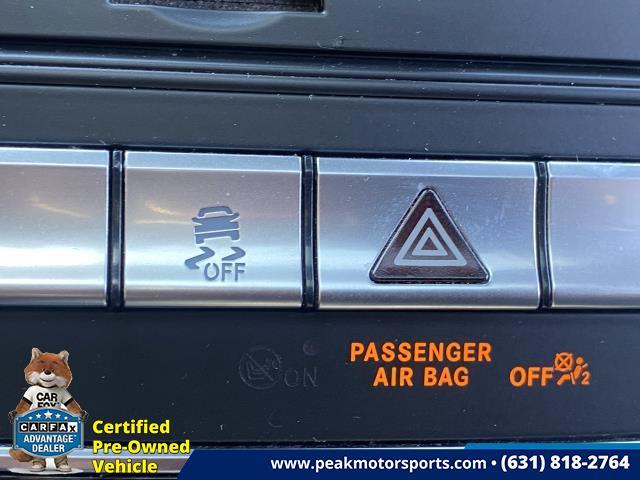 OFF
ON
PASSENGER
AIR BAG
OFF
2
CAR
FOX
CARFAX
ADVANTAGE
DEALER
Certified
Pre-Owned
Vehicle
www.peakmotorsports.com • (631) 818-2764